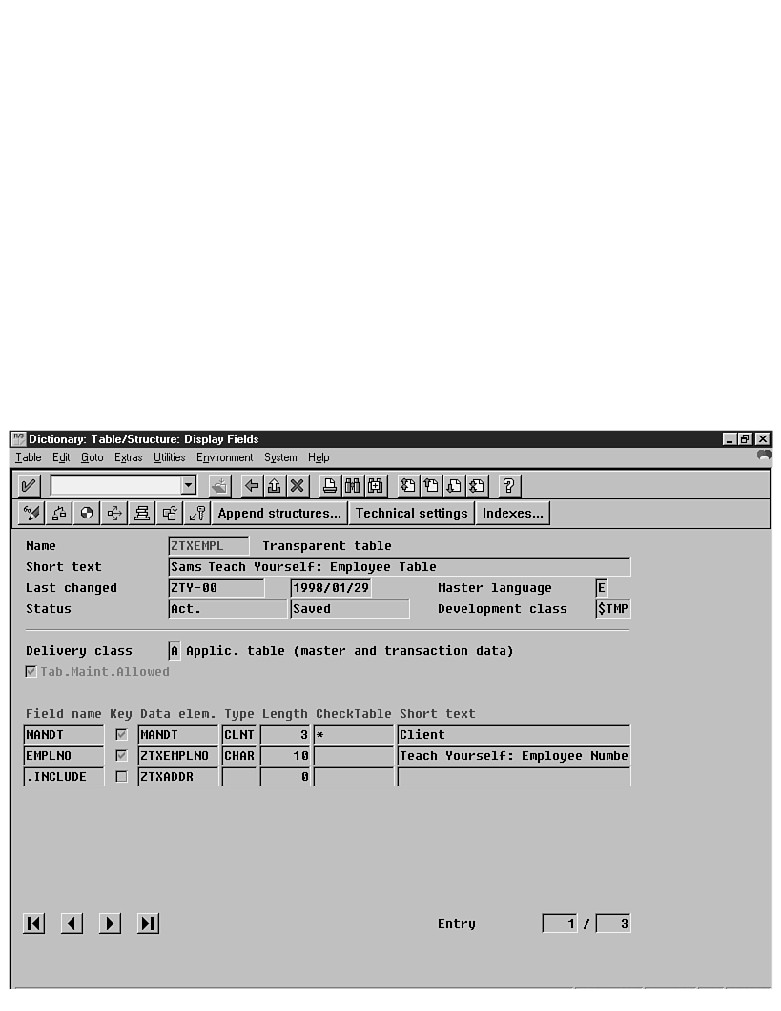 Dictionary: Table/Structure: Display Fields
Table Edit Goto Extras Utilities Environment System Help
Append structures... Technical settings Indexes...
Name ZTXEMPL Transparent table
Short text Sams Teach Yourself: Employee Table
Last changed ZTY-00 1998/01/29 Master language E
Status Act. Saved Development class $TMP
Delivery class A Applic. table (master and transaction data)
Tab.Maint.Allowed
Field name Key Data elem. Type Length CheckTable Short text
MANDT MANDT CLNT 3 * Client
EMPLNO ZTXEMPLNO CHAR 10 Teach Yourself: Employee Numbe
.INCLUDE ZTXADDR 0
Entry 1 / 3